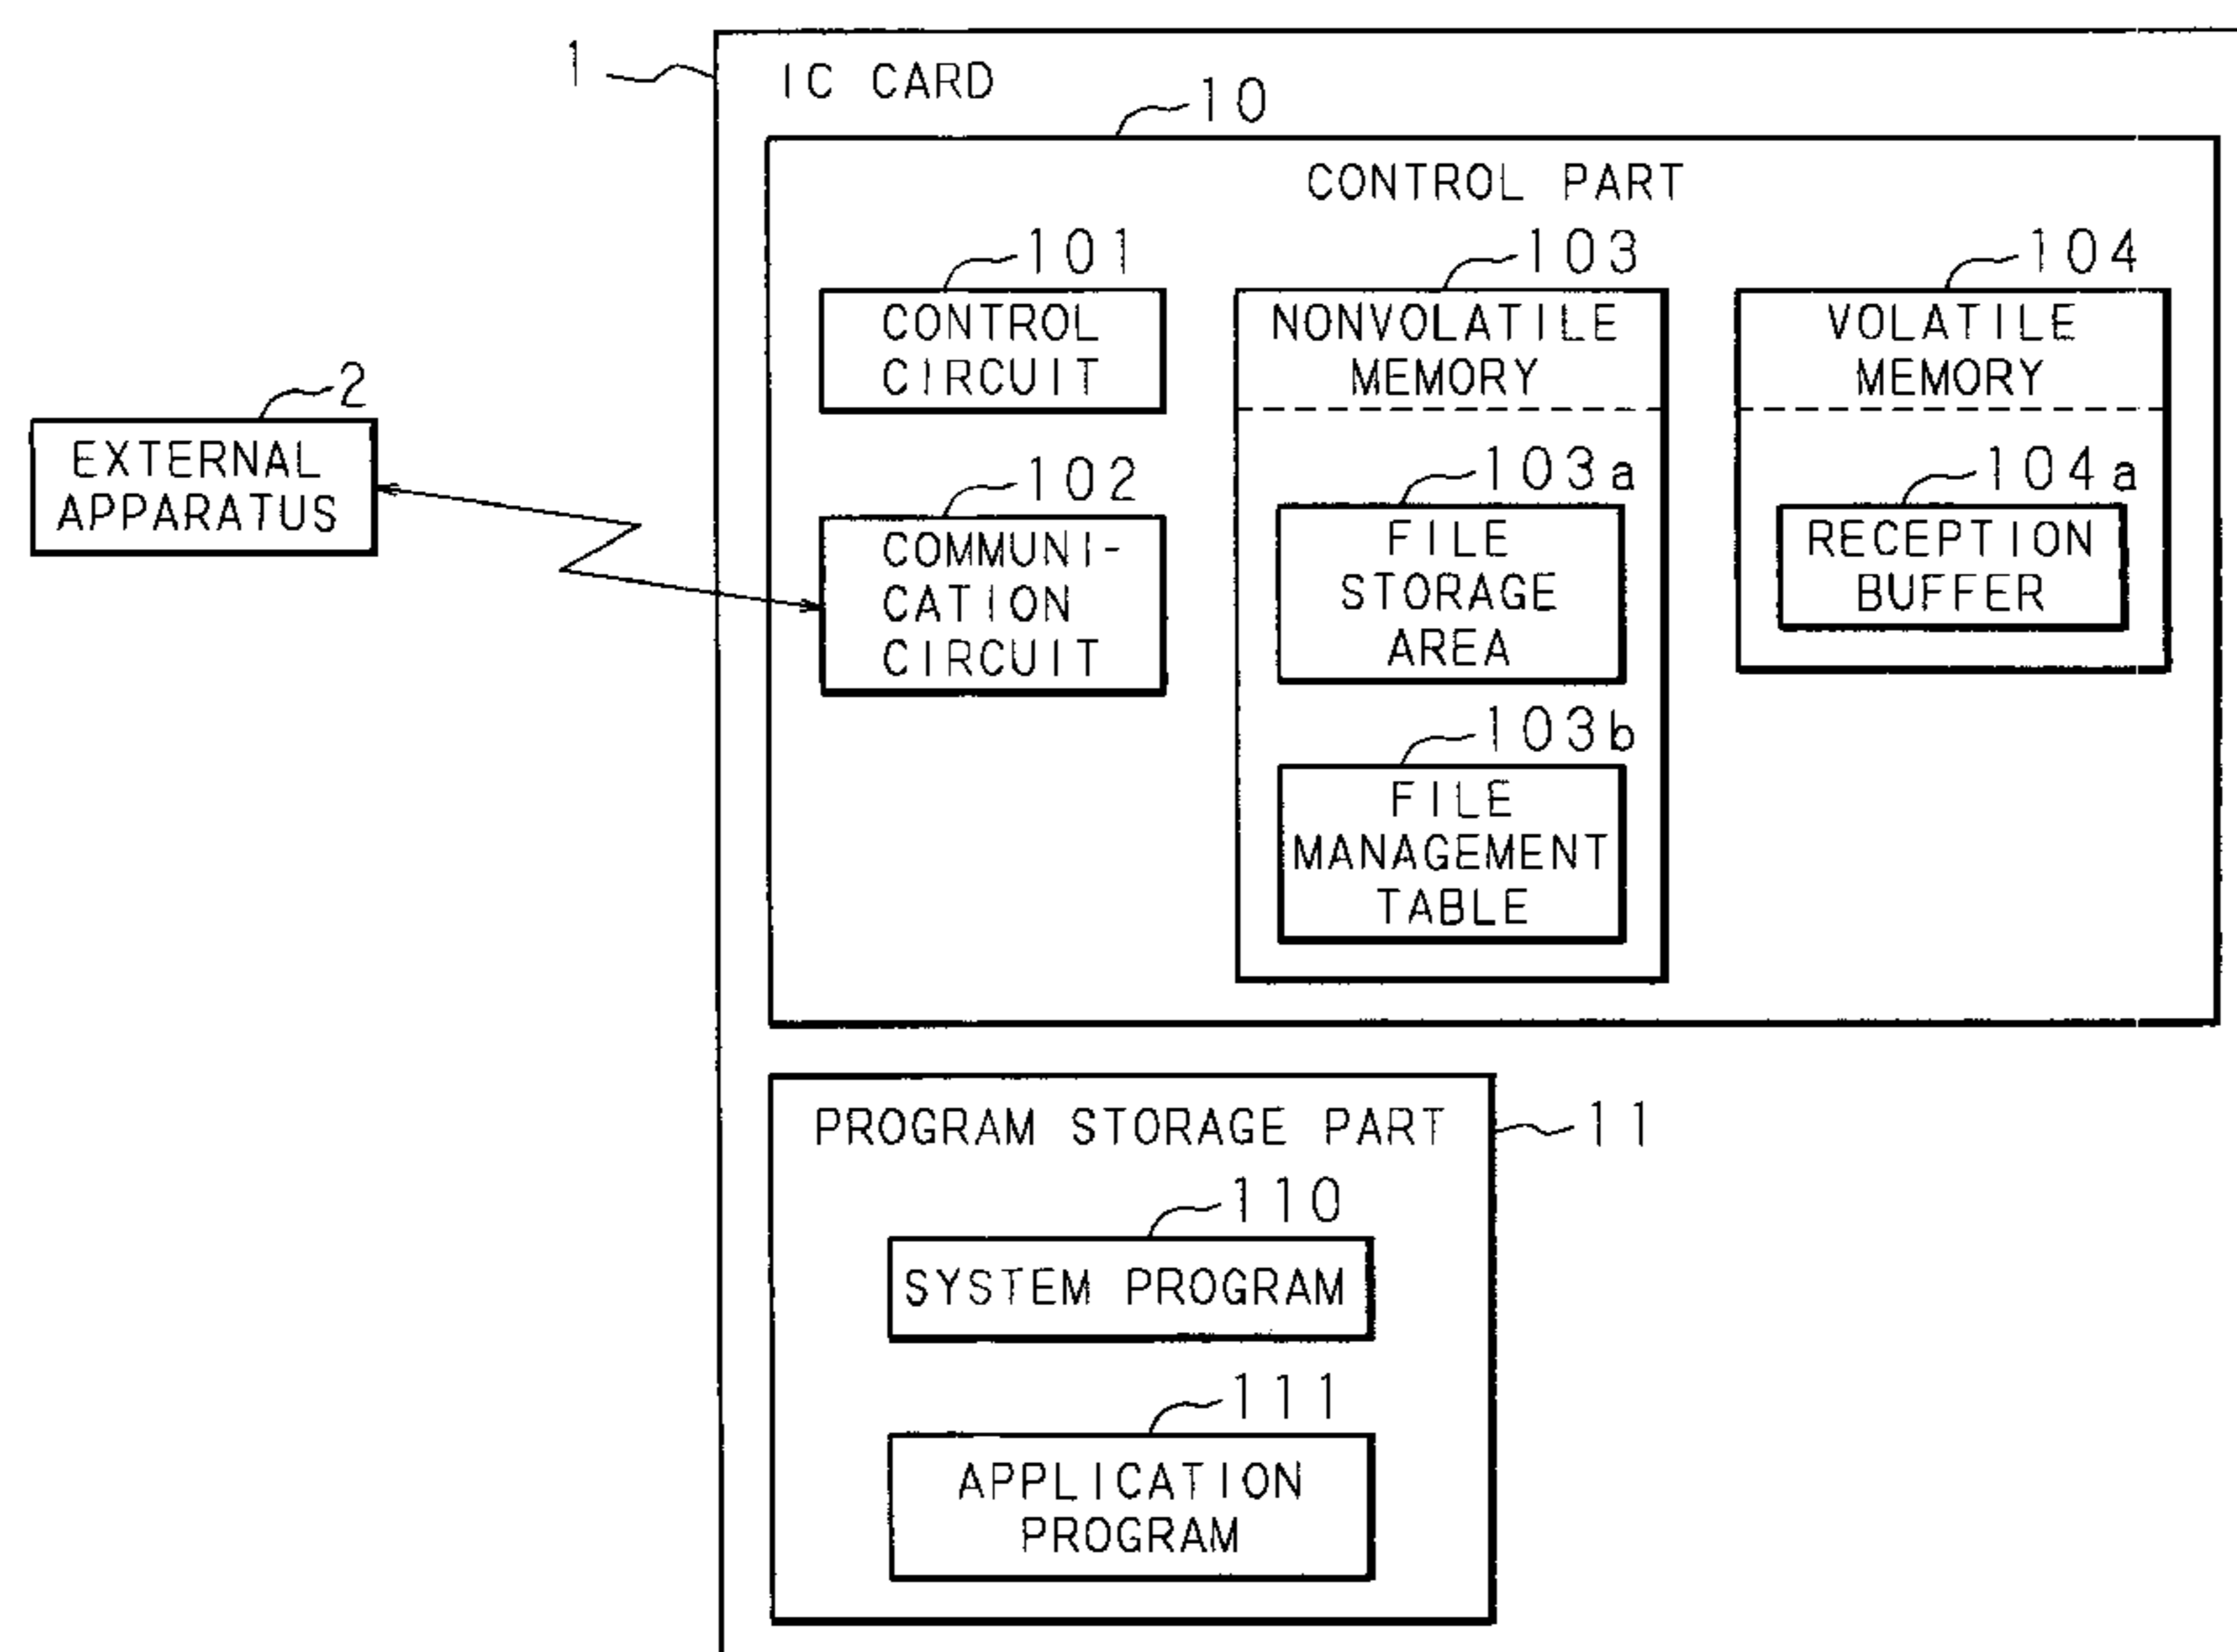 1
IC CARD
10
CONTROL PART
101
CONTROL
CIRCUIT
103
NONVOLATILE
MEMORY
104
VOLATILE
MEMORY
2
EXTERNAL
APPARATUS
102
COMMUNI-
CATION
CIRCUIT
103a
FILE
STORAGE
AREA
104a
RECEPTION
BUFFER
103b
FILE
MANAGEMENT
TABLE
PROGRAM STORAGE PART
11
110
SYSTEM PROGRAM
111
APPLICATION
PROGRAM